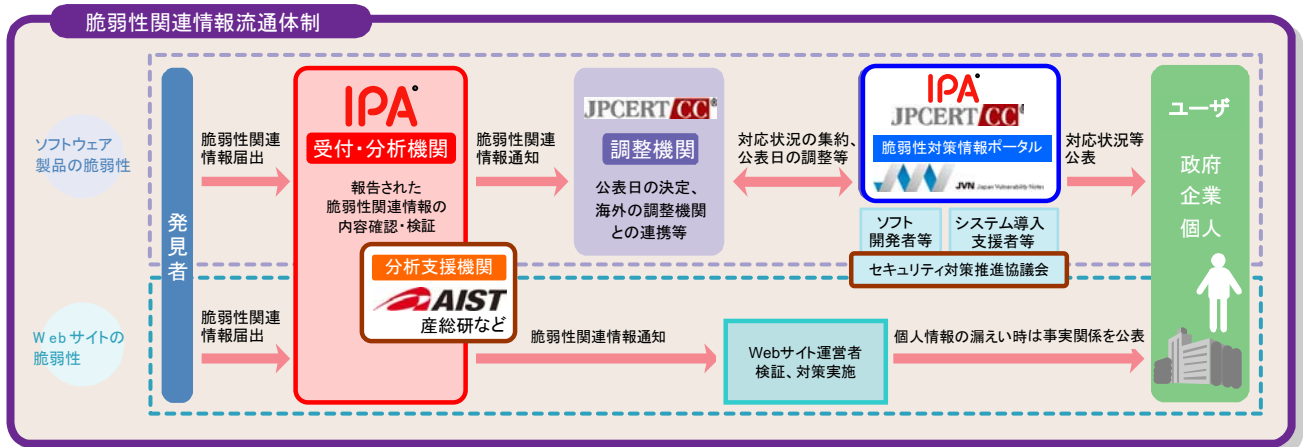 脆弱性関連情報流通体制
ソフトウェア
製品の脆弱性
発見者
脆弱性関連
情報届出
IPA
受付・分析機関
報告された
脆弱性関連情報の
内容確認・検証
分析支援機関
AIST
産総研など
脆弱性関連
情報通知
JPCERT/CC®
調整機関
公表日の決定、
海外の調整機関
との連携等
対応状況の集約、
公表日の調整等
IPA
JPCERT/CC®
脆弱性対策情報ポータル
JVN Japan Vulnerability Notes
ソフト
開発者等
システム導入
支援者等
セキュリティ対策推進協議会
対応状況等
公表
ユーザ
政府
企業
個人
Webサイトの
脆弱性
脆弱性関連
情報届出
脆弱性関連情報通知
Webサイト運営者
検証、対策実施
個人情報の漏えい時は事実関係を公表